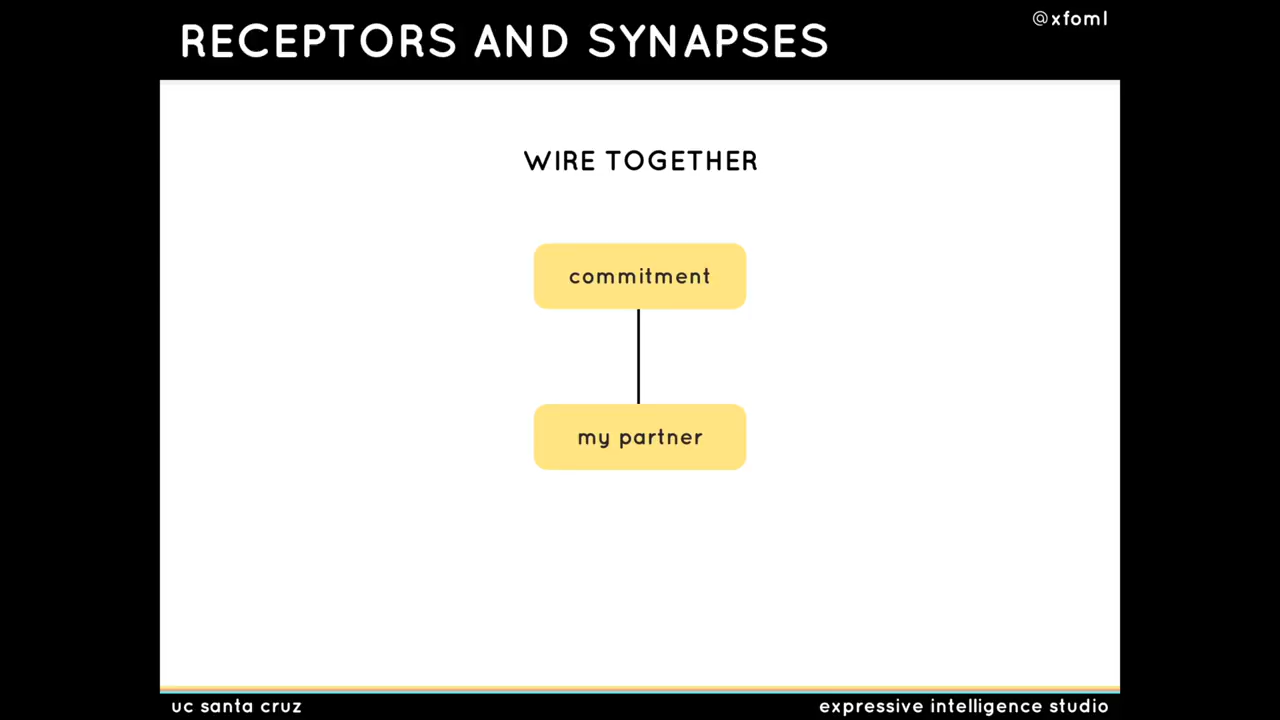 @xfoml
RECEPTORS AND SYNAPSES
WIRE TOGETHER
commitment
my partner
uc santa cruz
expressive intelligence studio